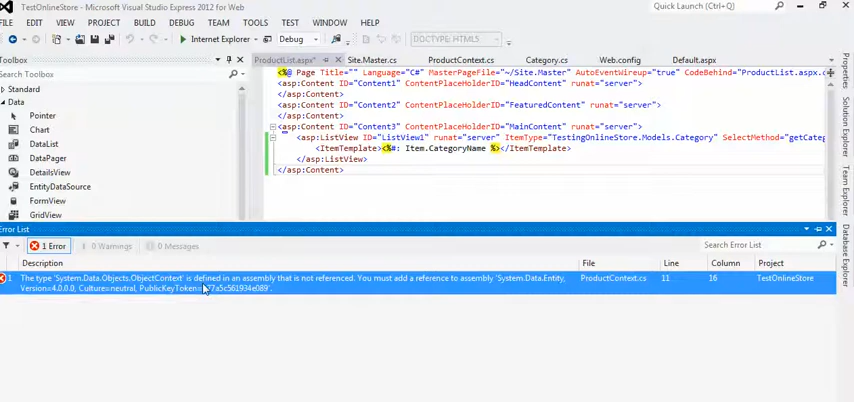 TestOnlineStore - Microsoft Visual Studio Express 2012 for Web
Quick Launch (Ctrl+Q)
FILE EDIT VIEW PROJECT BUILD DEBUG TEAM TOOLS TEST WINDOW HELP
Internet Explorer Debug DOCTYPE: HTML5
Toolbox
ProductList.aspx* Site.Master.cs ProductContext.cs Category.cs Web.config Default.aspx
Search Toolbox
Standard
Data
Pointer
Chart
DataList
DataPager
DetailsView
EntityDataSource
FormView
GridView
<%@ Page Title="" Language="C#" MasterPageFile="~/Site.Master" AutoEventWireup="true" CodeBehind="ProductList.aspx.c
<asp:Content ID="Content1" ContentPlaceHolderID="HeadContent" runat="server">
</asp:Content>
<asp:Content ID="Content2" ContentPlaceHolderID="FeaturedContent" runat="server">
</asp:Content>
<asp:Content ID="Content3" ContentPlaceHolderID="MainContent" runat="server">
<asp:ListView ID="ListView1" runat="server" ItemType="TestingOnlineStore.Models.Category" SelectMethod="getCateg
<ItemTemplate><%#: Item.CategoryName %></ItemTemplate>
</asp:ListView>
</asp:Content>
Properties
Solution Explorer
Team Explorer
Database Explorer
Error List
1 Error 0 Warnings 0 Messages
Search Error List
Description File Line Column Project
1 The type 'System.Data.Objects.ObjectContext' is defined in an assembly that is not referenced. You must add a reference to assembly 'System.Data.Entity, ProductContext.cs 11 16 TestOnlineStore
Version=4.0.0.0, Culture=neutral, PublicKeyToken=b77a5c561934e089'.